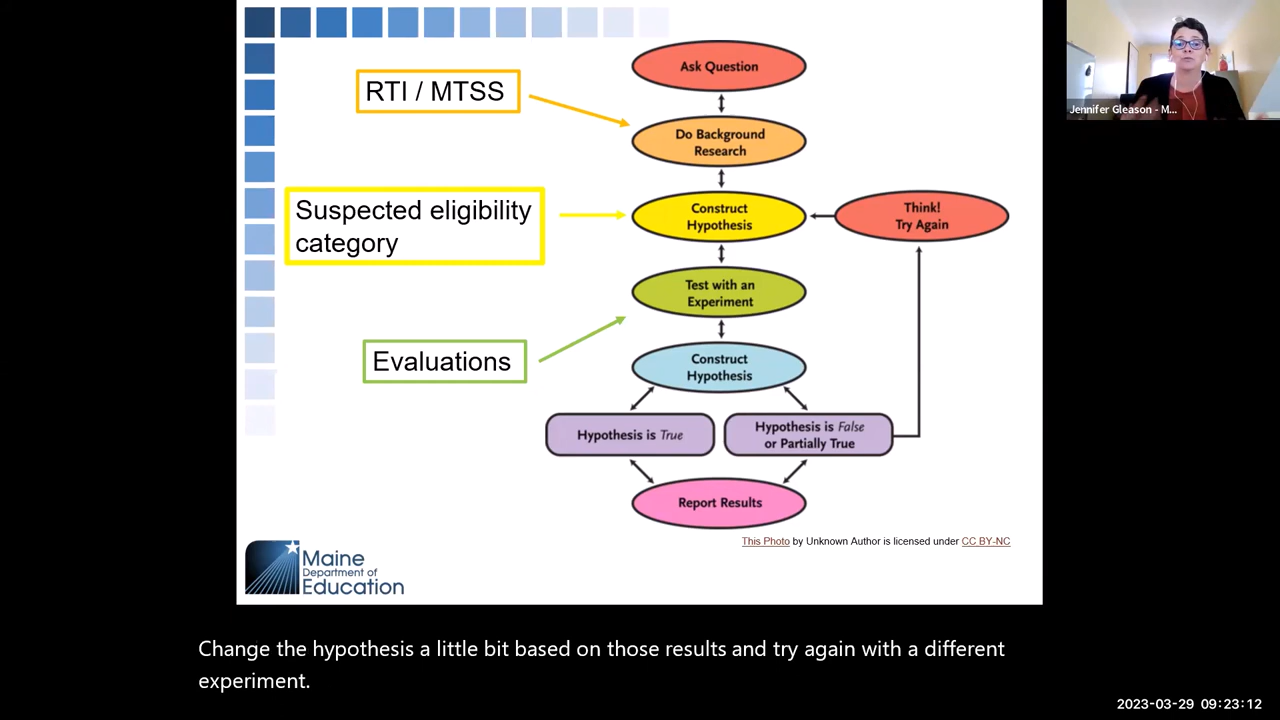 Ask Question
RTI / MTSS
Do Background
Research
Suspected eligibility
category
Construct
Hypothesis
Think!
Try Again
Test with an
Experiment
Evaluations
Construct
Hypothesis
Hypothesis is True
Hypothesis is False
or Partially True
Report Results
This Photo by Unknown Author is licensed under CC BY-NC
Maine
Department of
Education
Jennifer Gleason - M...
Change the hypothesis a little bit based on those results and try again with a different
experiment.
2023-03-29 09:23:12